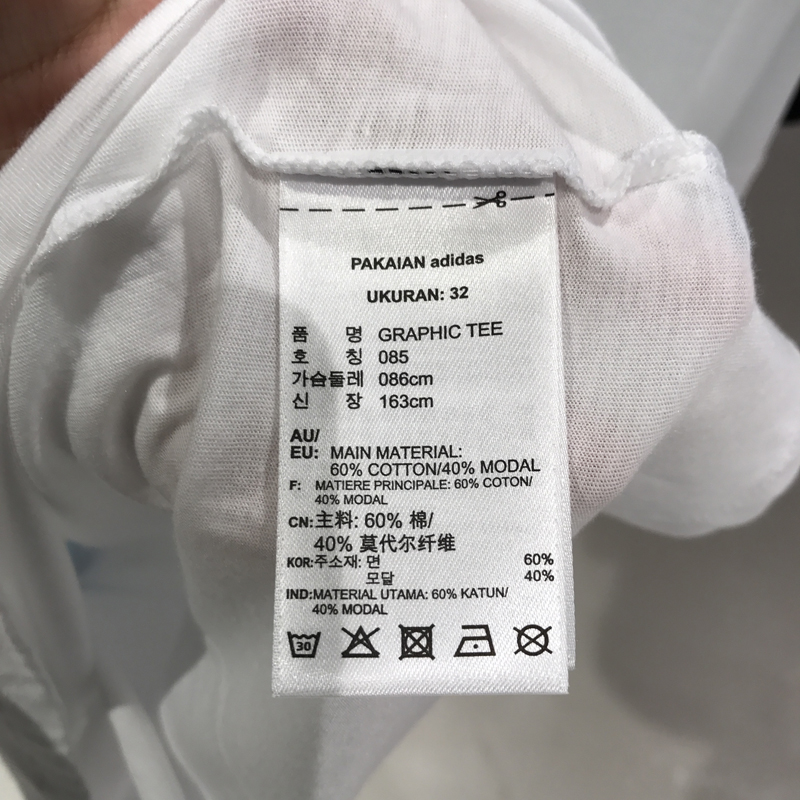 PAKAIAN adidas
UKURAN: 32
품 명 GRAPHIC TEE
호 칭 085
가슴둘레 086cm
신 장 163cm
AU/
EU: MAIN MATERIAL:
60% COTTON/40% MODAL
F: MATIERE PRINCIPALE: 60% COTON/
40% MODAL
CN:主料: 60% 棉/
40% 莫代尔纤维
KOR:주소재: 면 60%
모달 40%
IND:MATERIAL UTAMA: 60% KATUN/
40% MODAL
30